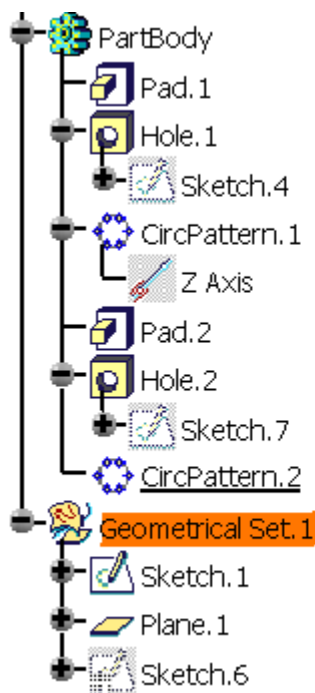 PartBody
Pad.1
Hole.1
Sketch.4
CircPattern.1
Z Axis
Pad.2
Hole.2
Sketch.7
CircPattern.2
Geometrical Set.1
Sketch.1
Plane.1
Sketch.6